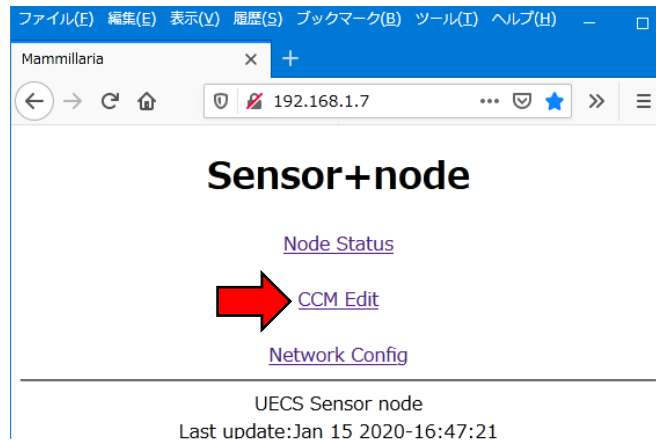 ファイル(F) 編集(E) 表示(V) 履歴(S) ブックマーク(B) ツール(T) ヘルプ(H)
Mammillaria
192.168.1.7
Sensor+node
Node Status
CCM Edit
Network Config
UECS Sensor node
Last update:Jan 15 2020-16:47:21